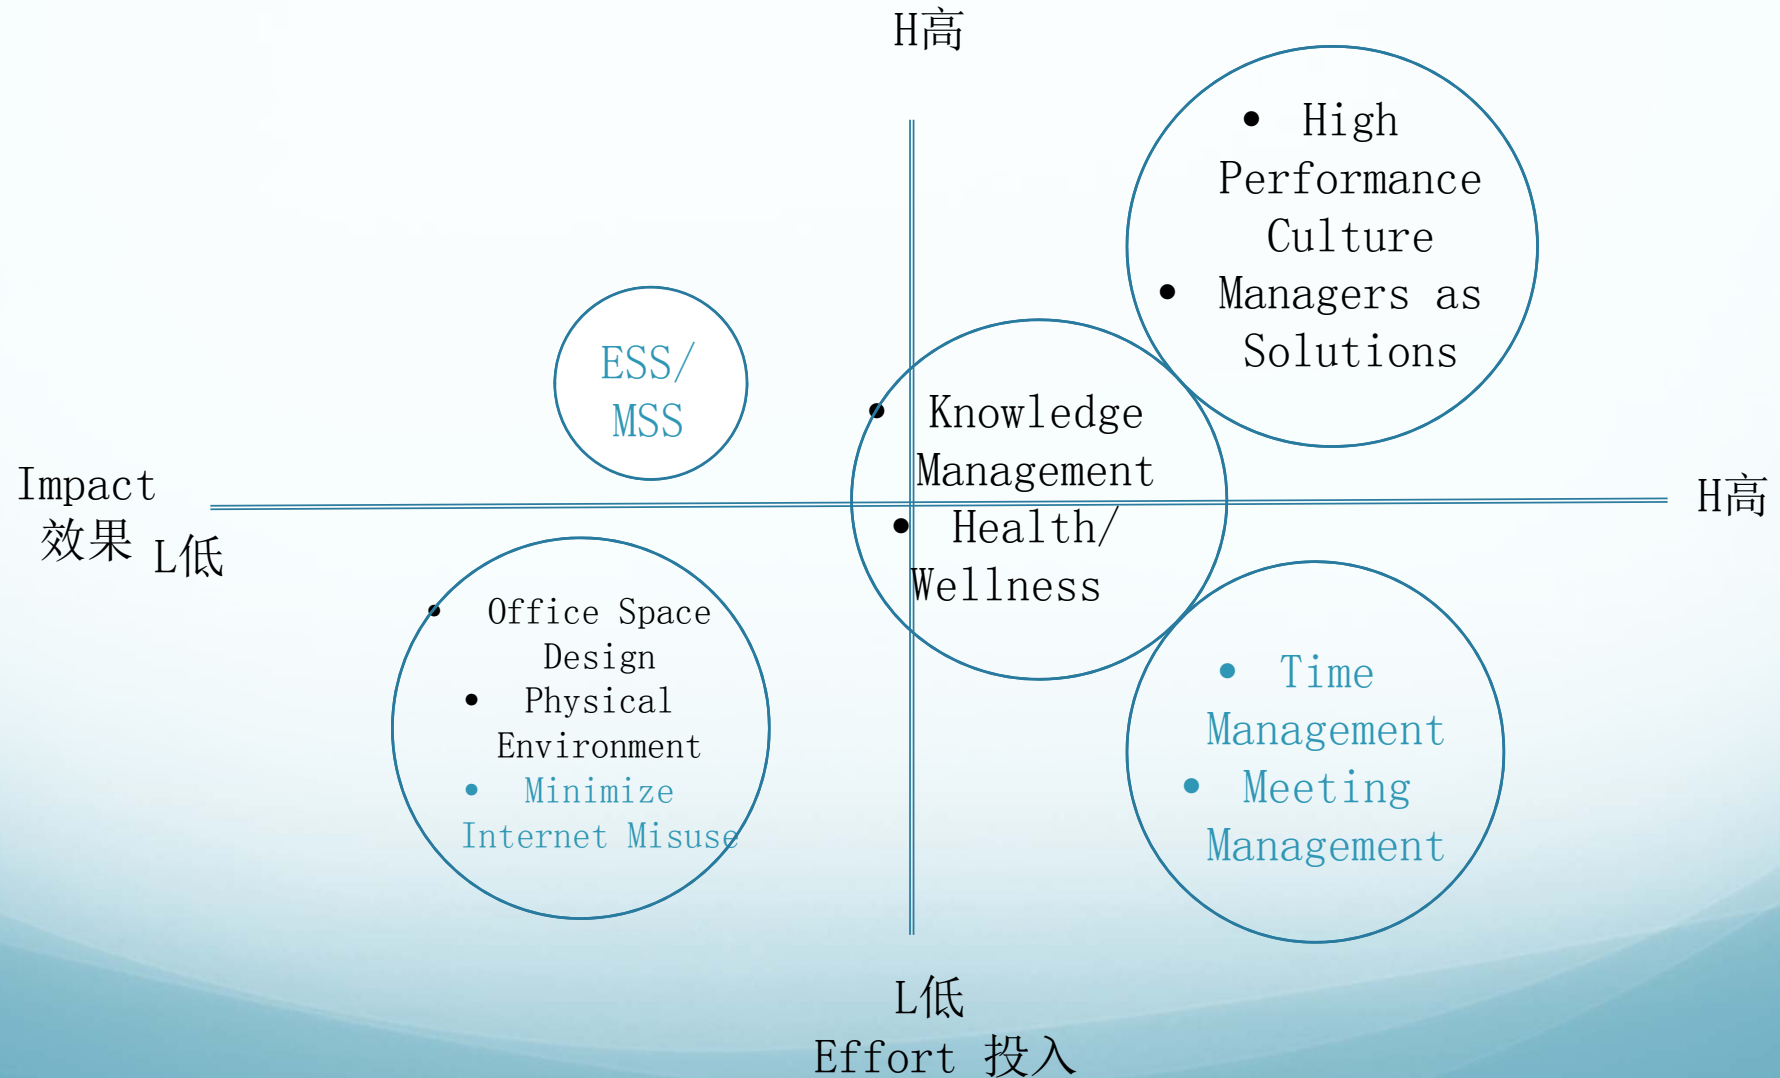 H高
• High
Performance
Culture
• Managers as
Solutions
ESS/
MSS
• Knowledge
Management
• Health/
Wellness
Impact
效果
L低
H高
• Office Space
Design
• Physical
Environment
• Minimize
Internet Misuse
• Time
Management
• Meeting
Management
L低
Effort 投入